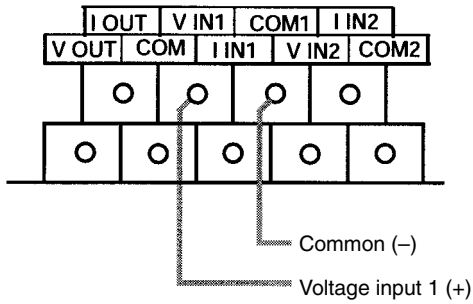 I OUT V IN1 COM1 I IN2
V OUT COM I IN1 V IN2 COM2
Common (–)
Voltage input 1 (+)